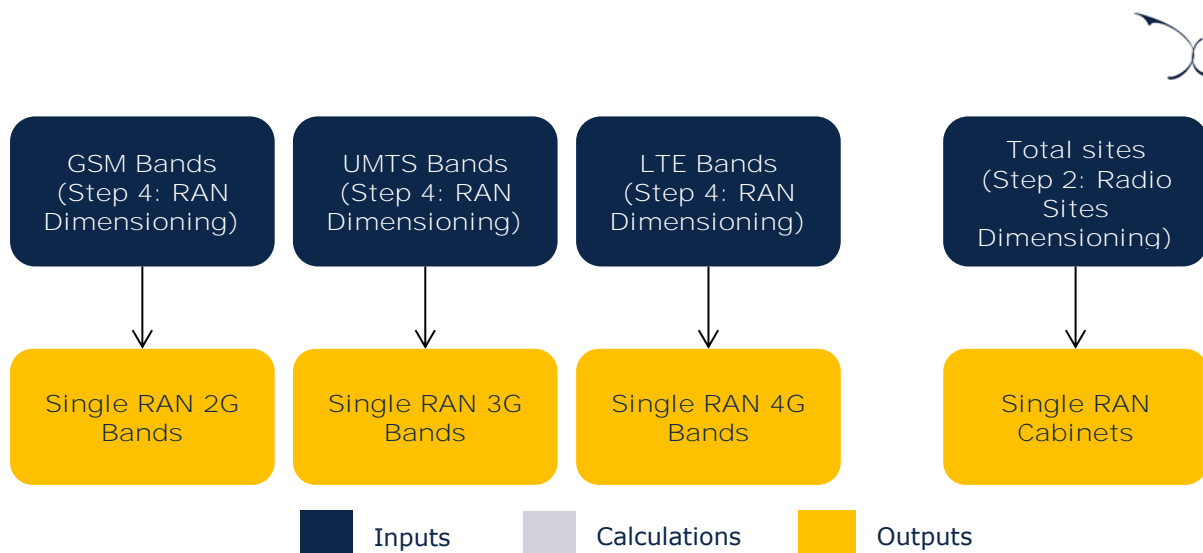 GSM Bands
(Step 4: RAN
Dimensioning)
UMTS Bands
(Step 4: RAN
Dimensioning)
LTE Bands
(Step 4: RAN
Dimensioning)
Total sites
(Step 2: Radio
Sites
Dimensioning)
Single RAN 2G
Bands
Single RAN 3G
Bands
Single RAN 4G
Bands
Single RAN
Cabinets
Inputs
Calculations
Outputs